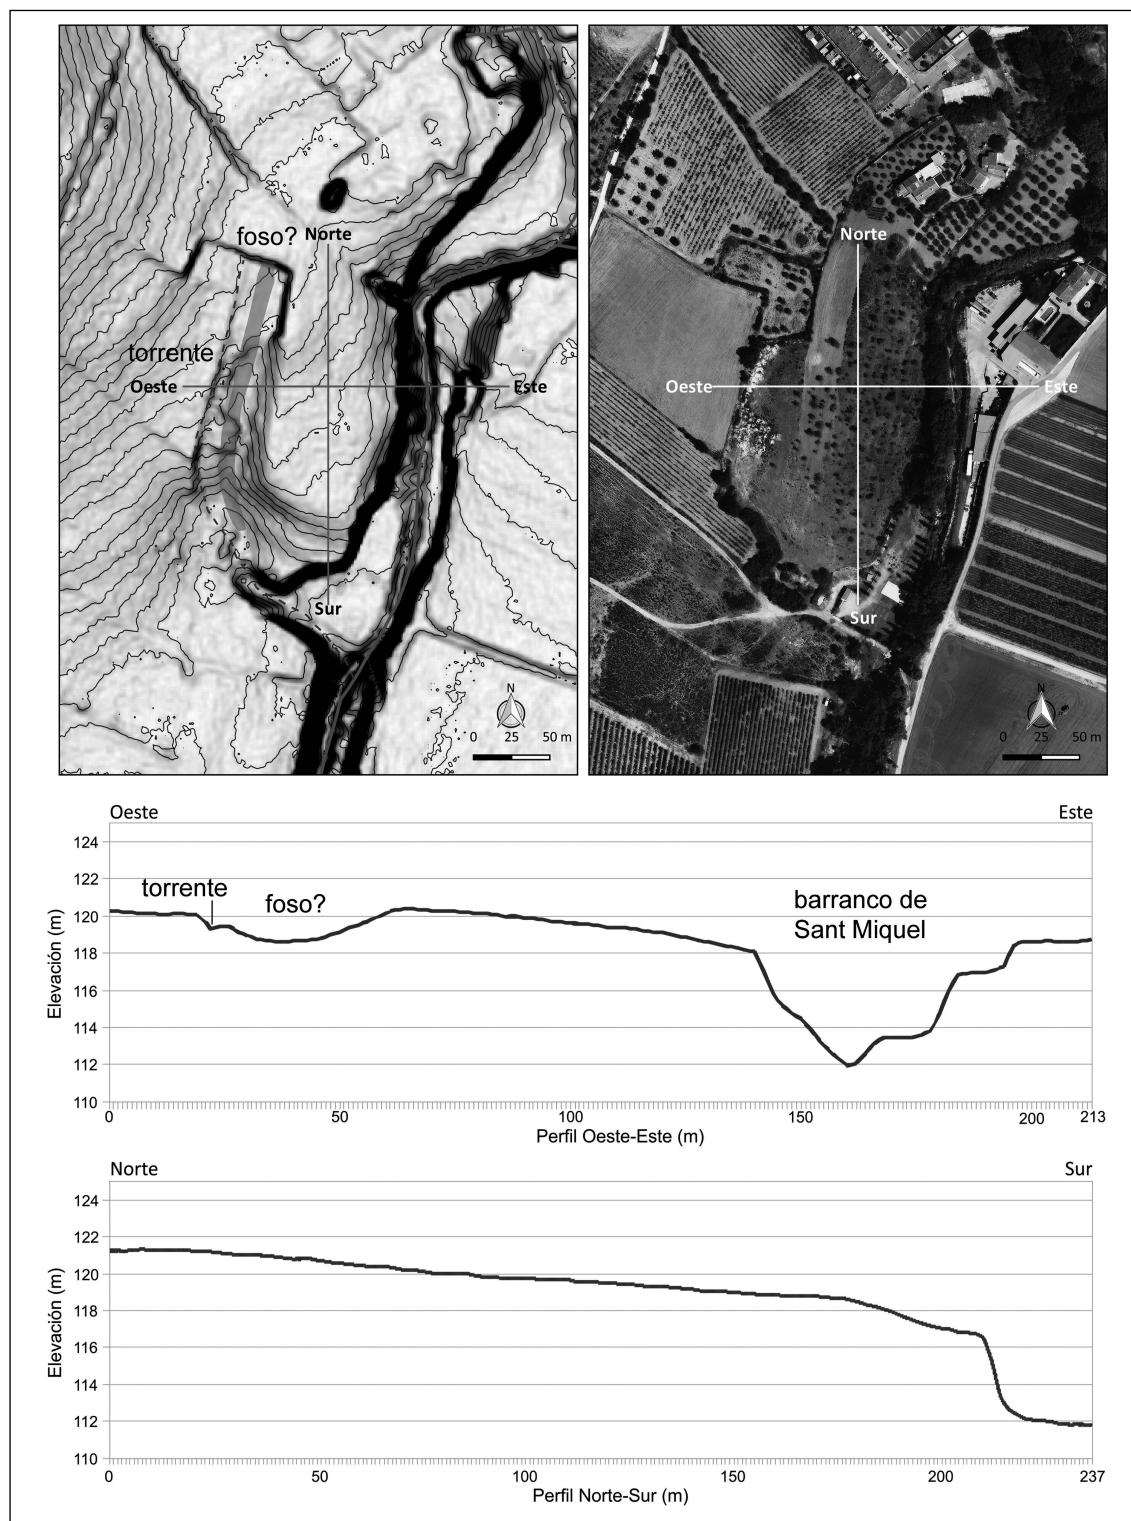 foso?
Norte
torrente
Oeste
Este
Sur
N
0 25 50 m
Norte
Oeste
Este
Sur
N
0 25 50 m
Oeste
Este
124
122
120
118
116
114
112
110
Elevación (m)
torrente
foso?
barranco de
Sant Miquel
0 50 100 150 200 213
Perfil Oeste-Este (m)
Norte
Sur
124
122
120
118
116
114
112
110
Elevación (m)
0 50 100 150 200 237
Perfil Norte-Sur (m)